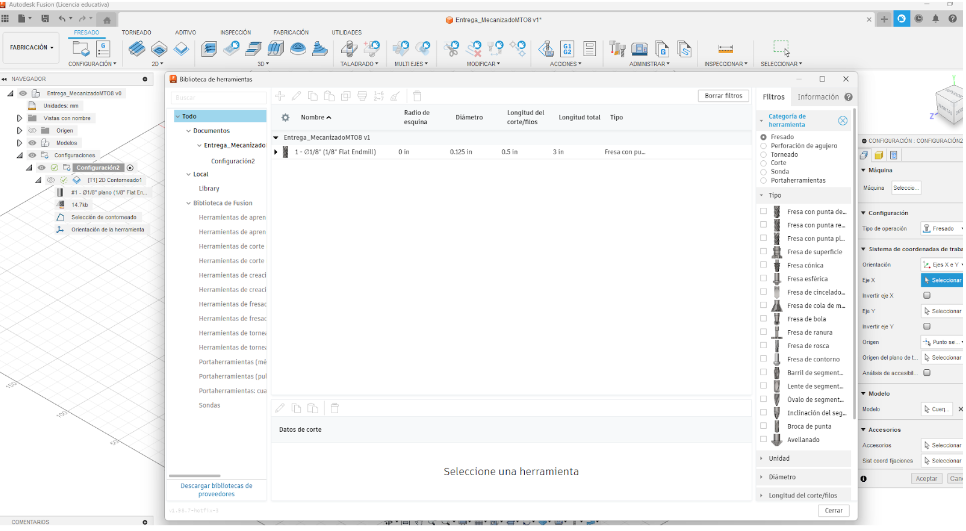 Autodesk Fusion (Licencia educativa)
Entrega_MecanizadoMTO8 v1*
FABRICACIÓN
FRESADO
TORNEADO
ADITIVO
INSPECCIÓN
FABRICACIÓN
UTILIDADES
CONFIGURACIÓN
2D
3D
TALADRADO
MULTI EJES
MODIFICAR
ACCIONES
ADMINISTRAR
INSPECCIONAR
SELECCIONAR
NAVEGADOR
Entrega_MecanizadoMTO8 v0
Unidades: mm
Vistas con nombre
Origen
Modelos
Configuraciones
Configuración2
[T1] 2D Contorneado1
#1 - Ø1/8" plano (1/8" Flat En...
14.7kb
Selección de contorneado
Orientación de la herramienta
COMENTARIOS
Biblioteca de herramientas
Buscar
Todo
Documentos
Entrega_Mecanizado
Configuración2
Local
Library
Biblioteca de Fusion
Herramientas de apren
Herramientas de apren
Herramientas de corte
Herramientas de corte
Herramientas de creach
Herramientas de creaci
Herramientas de fresac
Herramientas de fresac
Herramientas de tornea
Herramientas de tornea
Portaherramientas (mé
Portaherramientas (pul
Portaherramientas: cua
Sondas
Descargar bibliotecas de
proveedores
Borrar filtros
Nombre
Radio de
esquina
Diámetro
Longitud del
corte/filos
Longitud total
Tipo
Entrega_MecanizadoMTO8 v1
1 - Ø1/8" (1/8" Flat Endmill)
0 in
0.125 in
0.5 in
3 in
Fresa con pu...
Datos de corte
Seleccione una herramienta
Filtros
Información
Categoría de
herramienta
Fresado
Perforación de agujero
Torneado
Corte
Sonda
Portaherramientas
Tipo
Fresa con punta de...
Fresa con punta re...
Fresa con punta pl...
Fresa de superficie
Fresa cónica
Fresa esférica
Fresa de cincelado...
Fresa de cola de m...
Fresa de bola
Fresa de ranura
Fresa de rosca
Fresa de contorno
Barril de segment...
Lente de segment...
Óvalo de segment...
Inclinación del seg...
Broca de punta
Avellanado
Unidad
Diámetro
Longitud del corte/filos
Cerrar
CONFIGURACIÓN : CONFIGURACIÓN2
Máquina
Máquina
Seleccio...
Configuración
Tipo de operación
Fresado
Sistema de coordenadas de traba
Orientación
Ejes X e Y
Eje X
Seleccionar
Invertir eje X
Eje Y
Seleccionar
Invertir eje Y
Origen
Punto se...
Origen del plano de t...
Seleccionar
Análisis de accesibil...
Modelo
Modelo
Cuerp...
Accesorios
Accesorios
Seleccionar
Sist coord fijaciones
Seleccionar
Aceptar
Canc